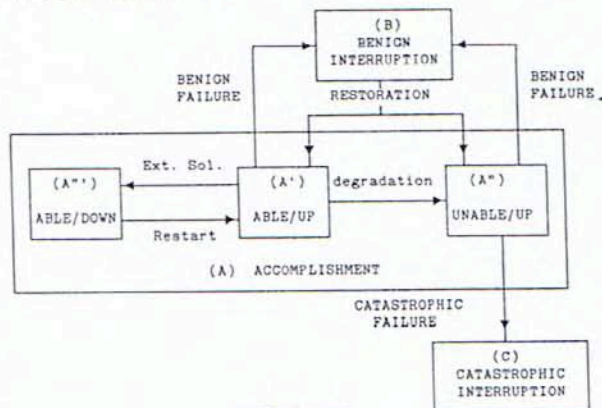 (B)
BENIGN
INTERRUPTION
BENIGN
FAILURE
BENIGN
FAILURE
RESTORATION
Ext. Sol.
(A"')
ABLE/DOWN
(A')
ABLE/UP
degradation
(A")
UNABLE/UP
Restart
(A) ACCOMPLISHMENT
CATASTROPHIC
FAILURE
(C)
CATASTROPHIC
INTERRUPTION